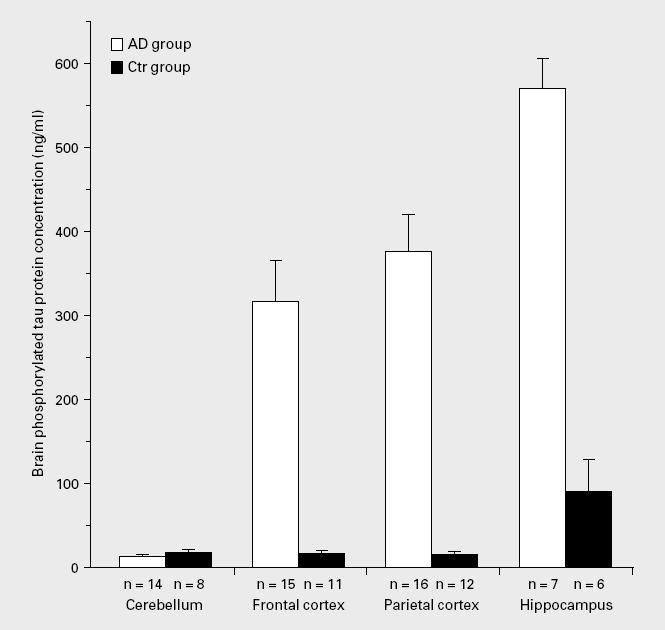 AD group
Ctr group
Brain phosphorylated tau protein concentration (ng/ml)
600
500
400
300
200
100
0
n = 14 n = 8 n = 15 n = 11 n = 16 n = 12 n = 7 n = 6
Cerebellum Frontal cortex Parietal cortex Hippocampus